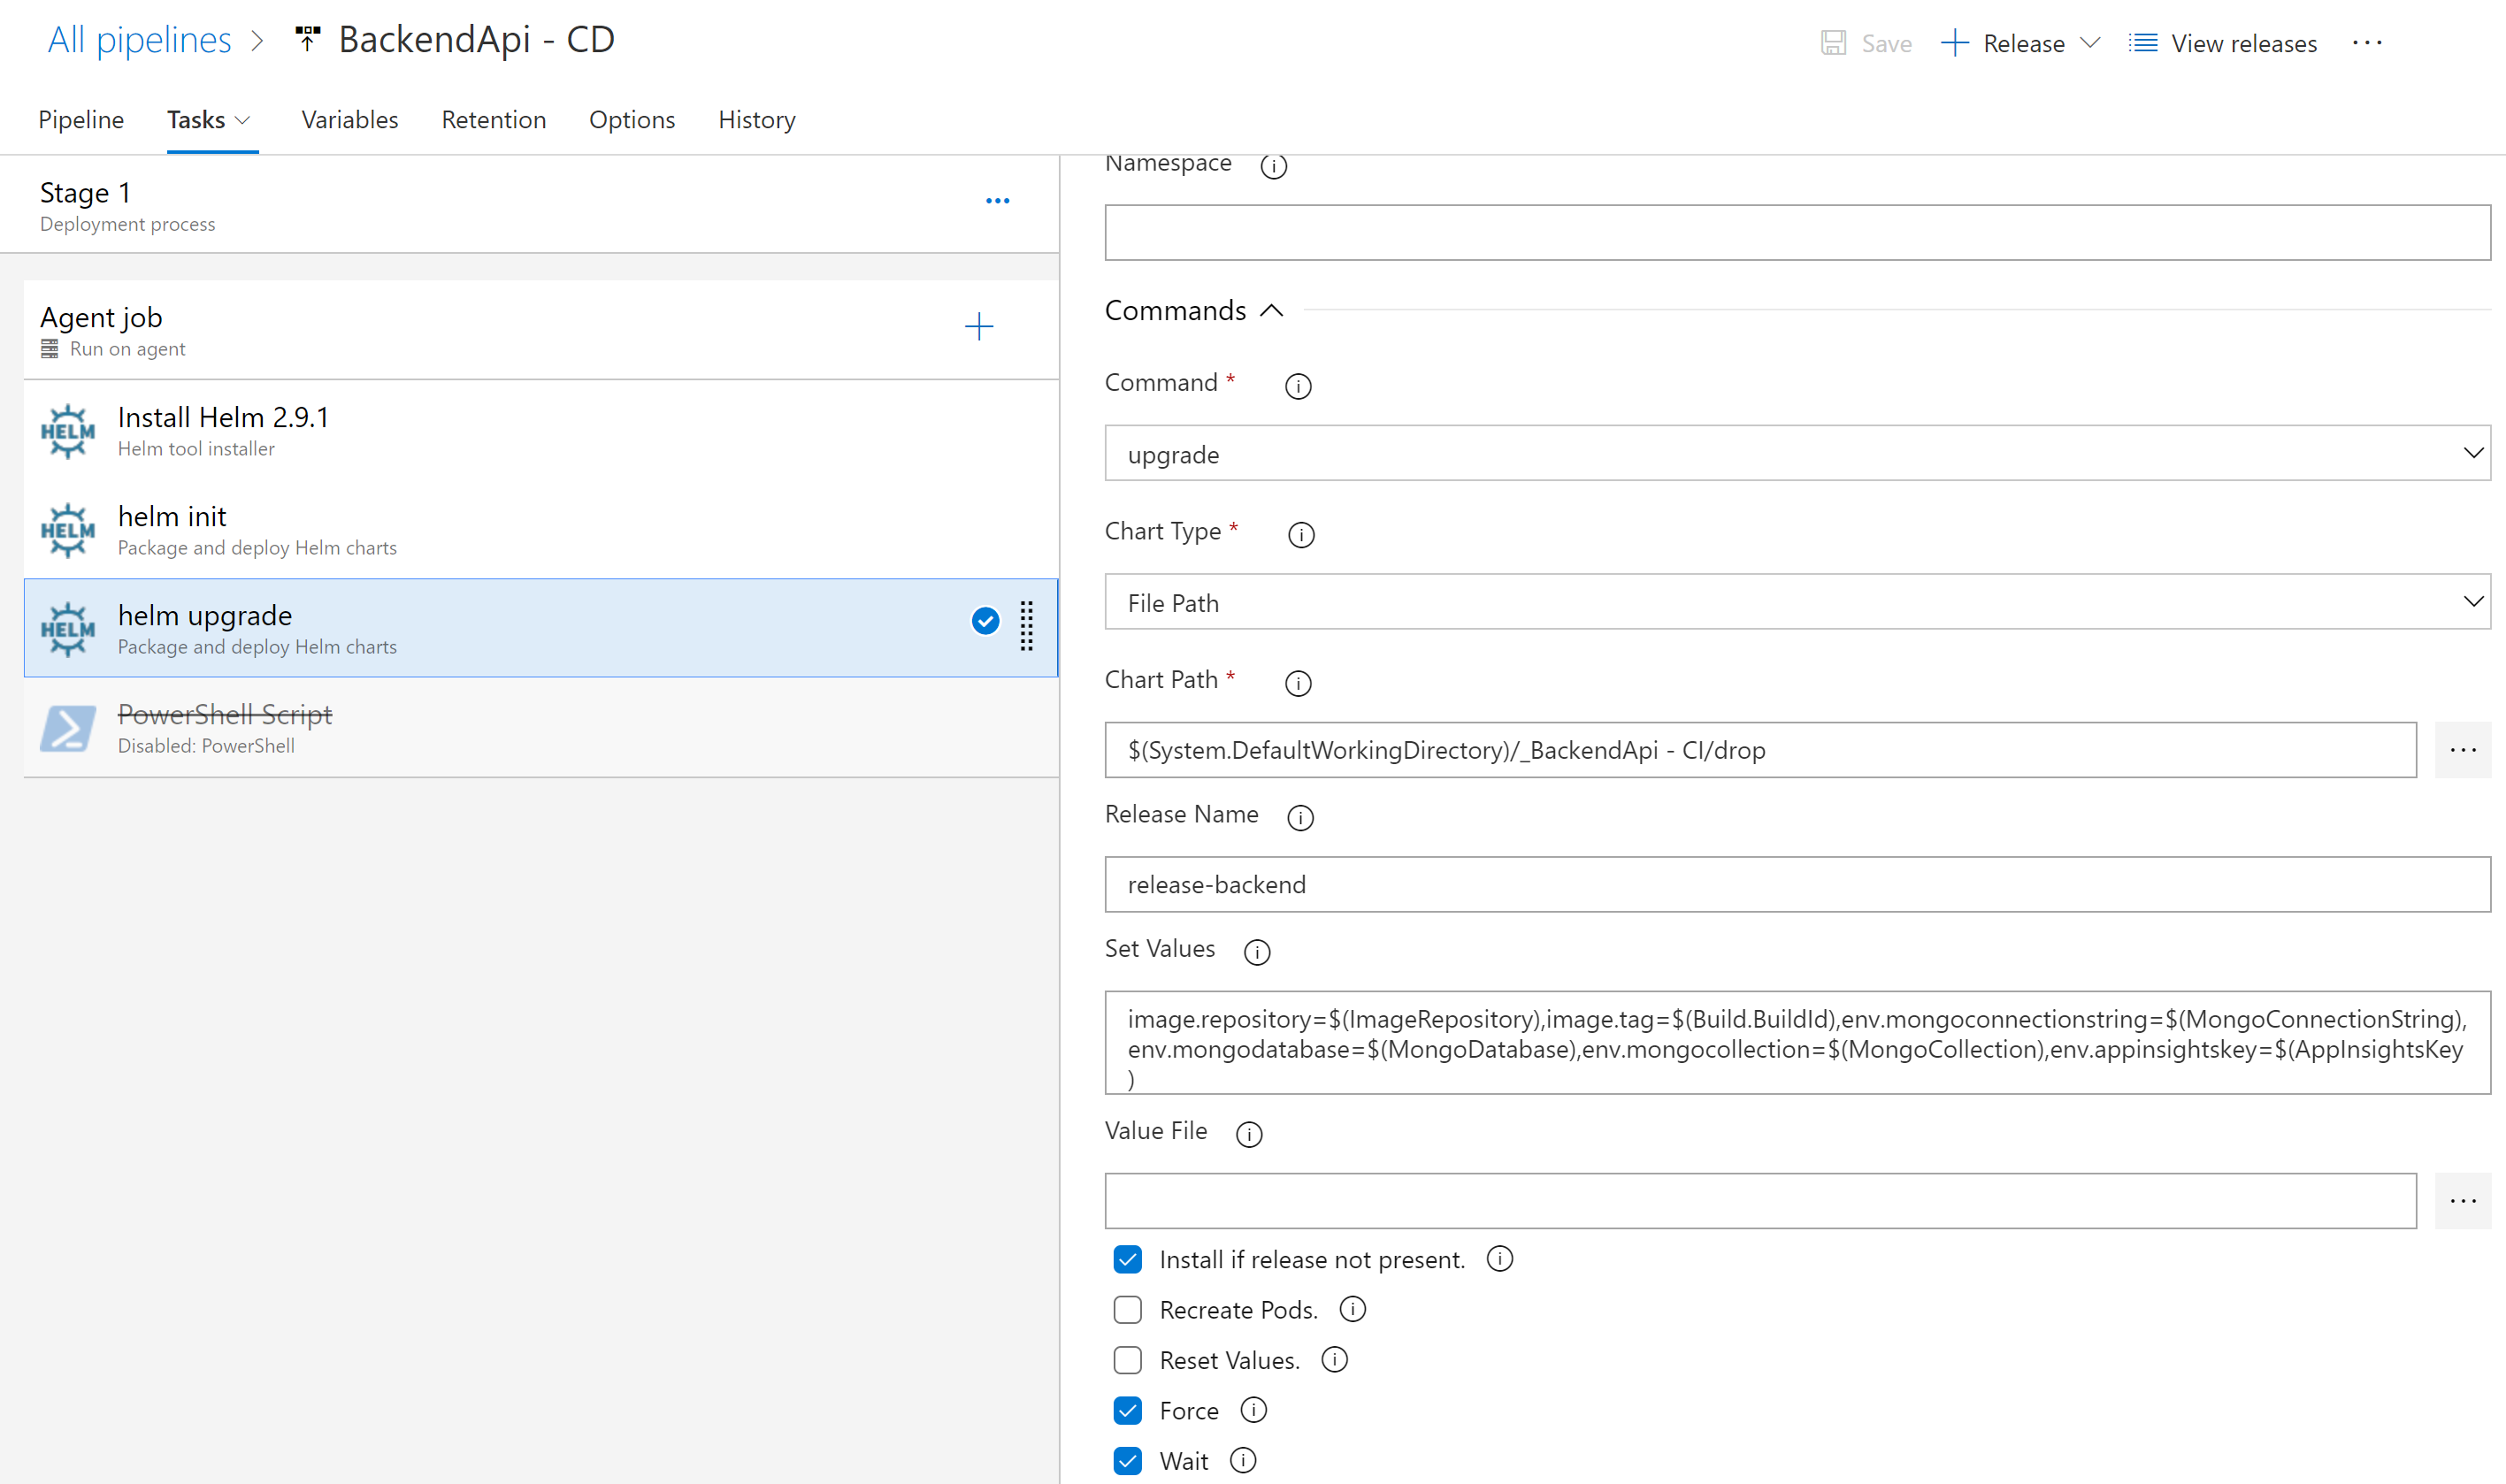 All pipelines > BackendApi - CD
Save
Release
View releases
Pipeline
Tasks
Variables
Retention
Options
History
Stage 1
Deployment process
Agent job
Run on agent
HELM
Install Helm 2.9.1
Helm tool installer
HELM
helm init
Package and deploy Helm charts
HELM
helm upgrade
Package and deploy Helm charts
PowerShell Script
Disabled: PowerShell
Namespace
Commands
Command *
upgrade
Chart Type *
File Path
Chart Path *
$(System.DefaultWorkingDirectory)/_BackendApi - CI/drop
Release Name
release-backend
Set Values
image.repository=$(ImageRepository),image.tag=$(Build.BuildId),env.mongoconnectionstring=$(MongoConnectionString),
env.mongodatabase=$(MongoDatabase),env.mongocollection=$(MongoCollection),env.appinsightskey=$(AppInsightsKey
)
Value File
Install if release not present.
Recreate Pods.
Reset Values.
Force
Wait